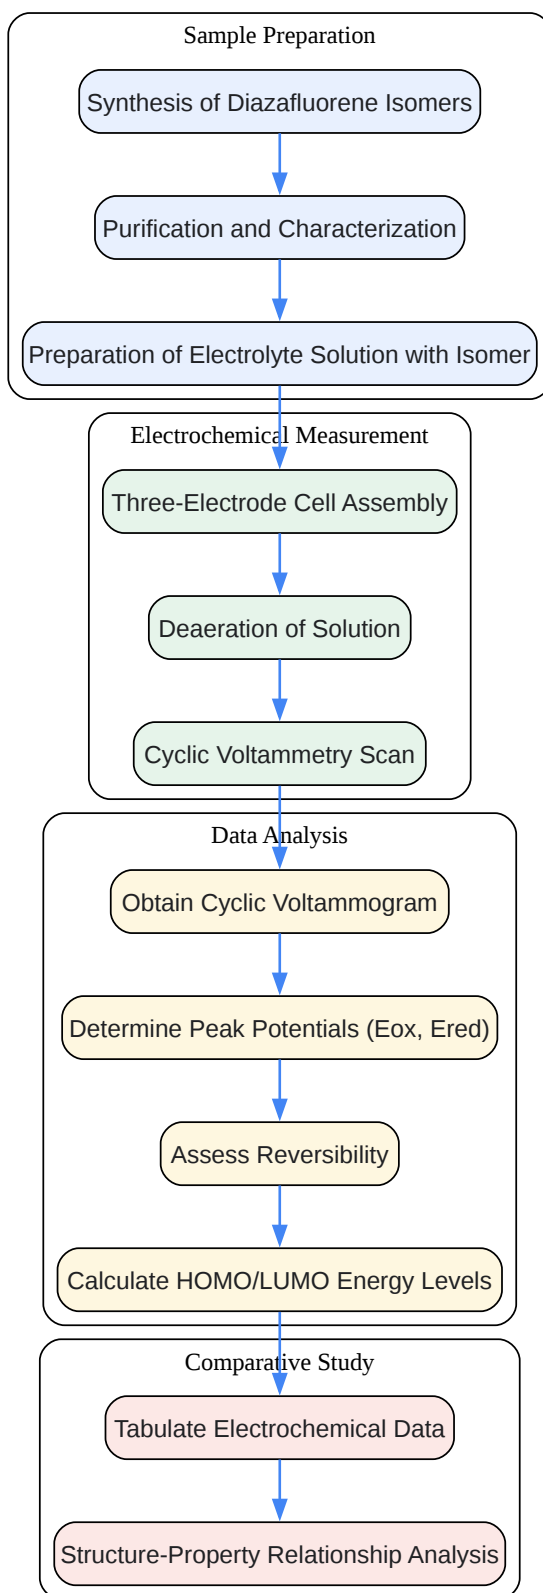 Sample Preparation
Synthesis of Diazafluorene Isomers
Purification and Characterization
Preparation of Electrolyte Solution with Isomer
Electrochemical Measurement
Three-Electrode Cell Assembly
Deaeration of Solution
Cyclic Voltammetry Scan
Data Analysis
Obtain Cyclic Voltammogram
Determine Peak Potentials (Eox, Ered)
Assess Reversibility
Calculate HOMO/LUMO Energy Levels
Comparative Study
Tabulate Electrochemical Data
Structure-Property Relationship Analysis